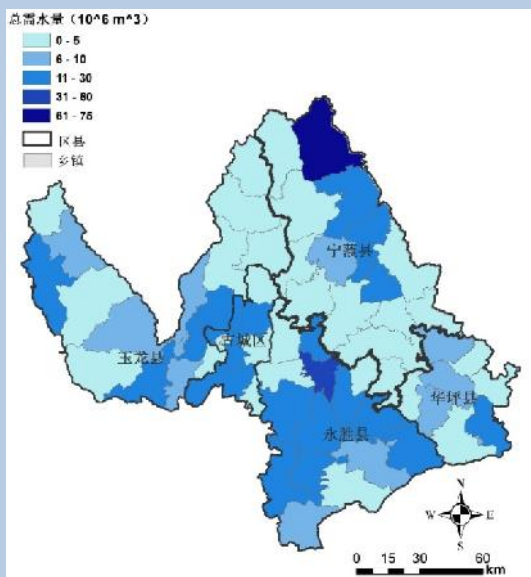 总需水量（10^6 m^3）
0 - 5
6 - 10
11 - 30
31 - 60
61 - 75
区县
乡镇
宁蒗县
古城区
玉龙县
华坪县
永胜县
N
W E
S
0 15 30 60
km